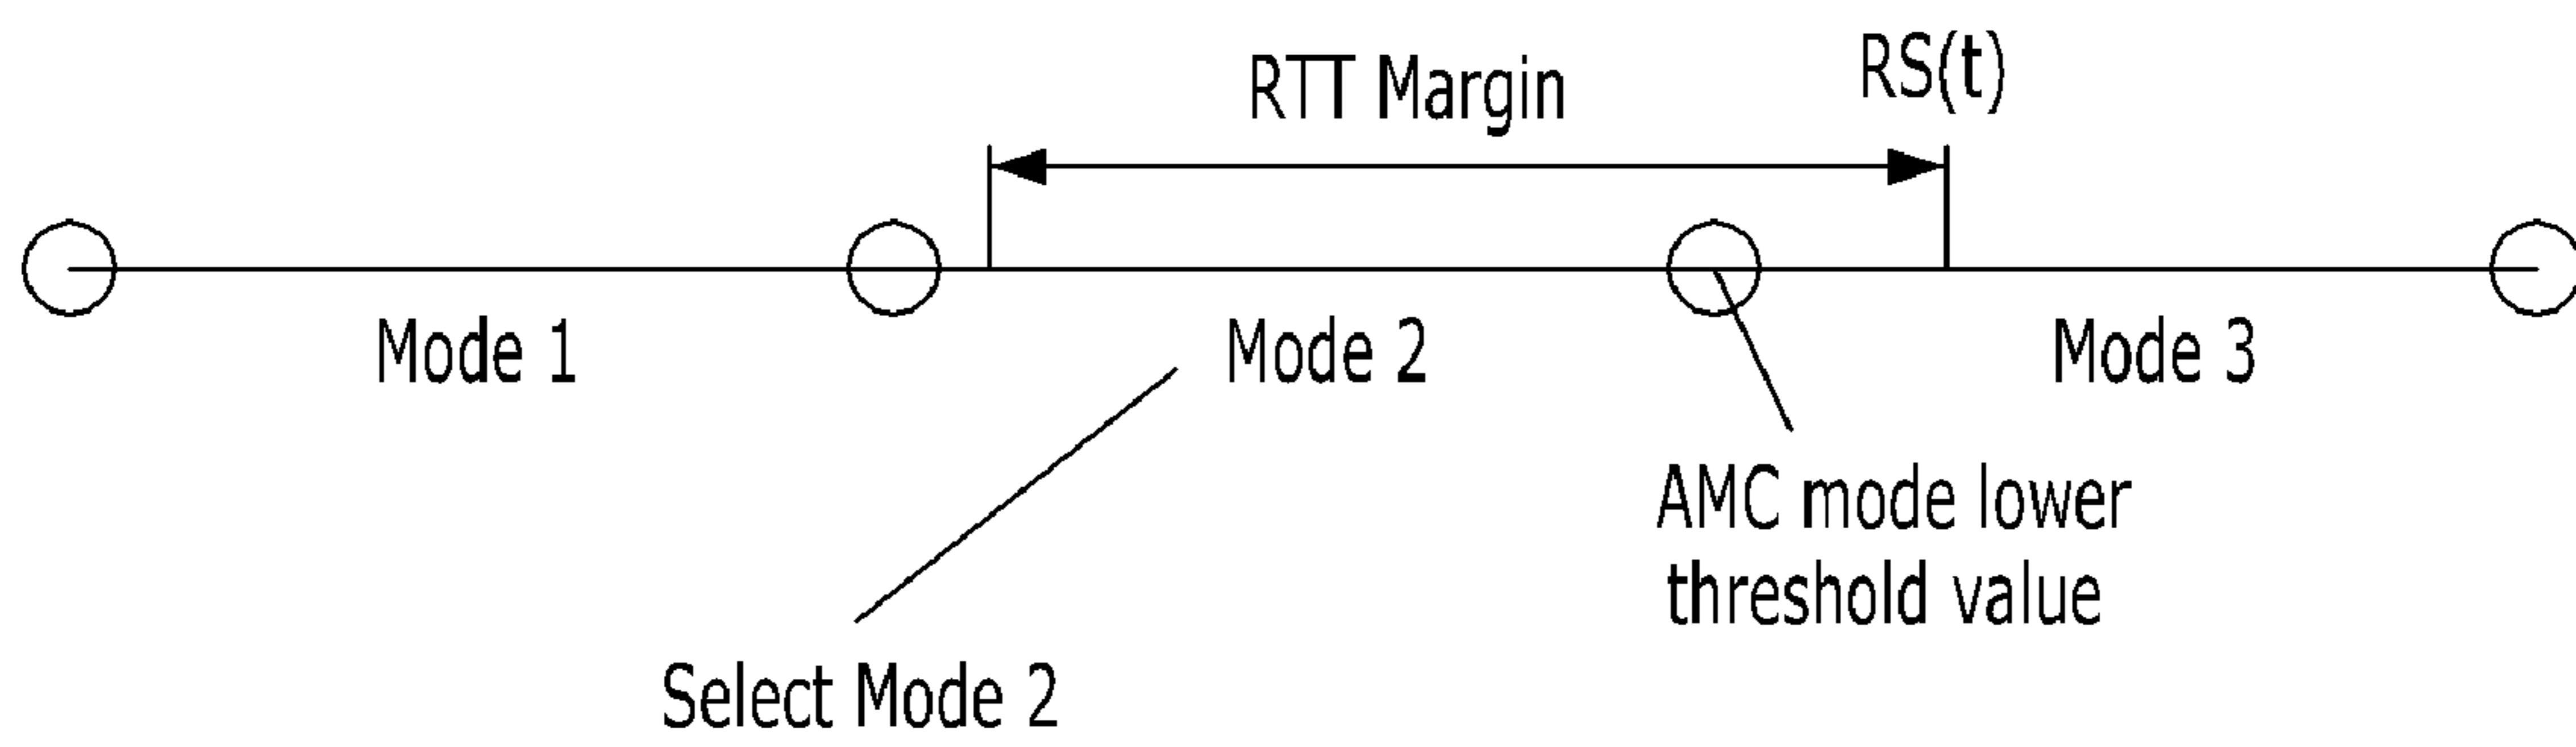 RTT Margin
RS(t)
Mode 1
Mode 2
Mode 3
AMC mode lower
threshold value
Select Mode 2